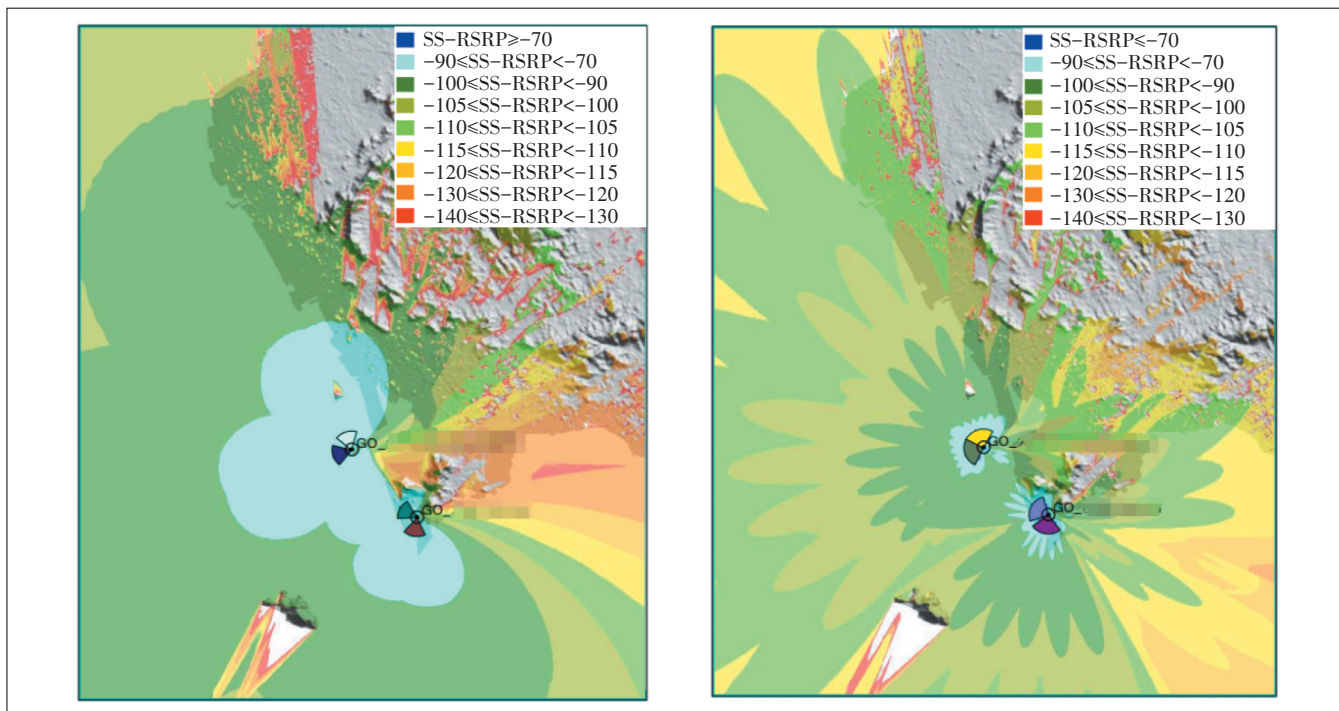 SS-RSRP≥-70
-90≤SS-RSRP<-70
-100≤SS-RSRP<-90
-105≤SS-RSRP<-100
-110≤SS-RSRP<-105
-115≤SS-RSRP<-110
-120≤SS-RSRP<-115
-130≤SS-RSRP<-120
-140≤SS-RSRP<-130
GO_
GO_
SS-RSRP≤-70
-90≤SS-RSRP<-70
-100≤SS-RSRP<-90
-105≤SS-RSRP<-100
-110≤SS-RSRP<-105
-115≤SS-RSRP<-110
-120≤SS-RSRP<-115
-130≤SS-RSRP<-120
-140≤SS-RSRP<-130
GO_
GO_